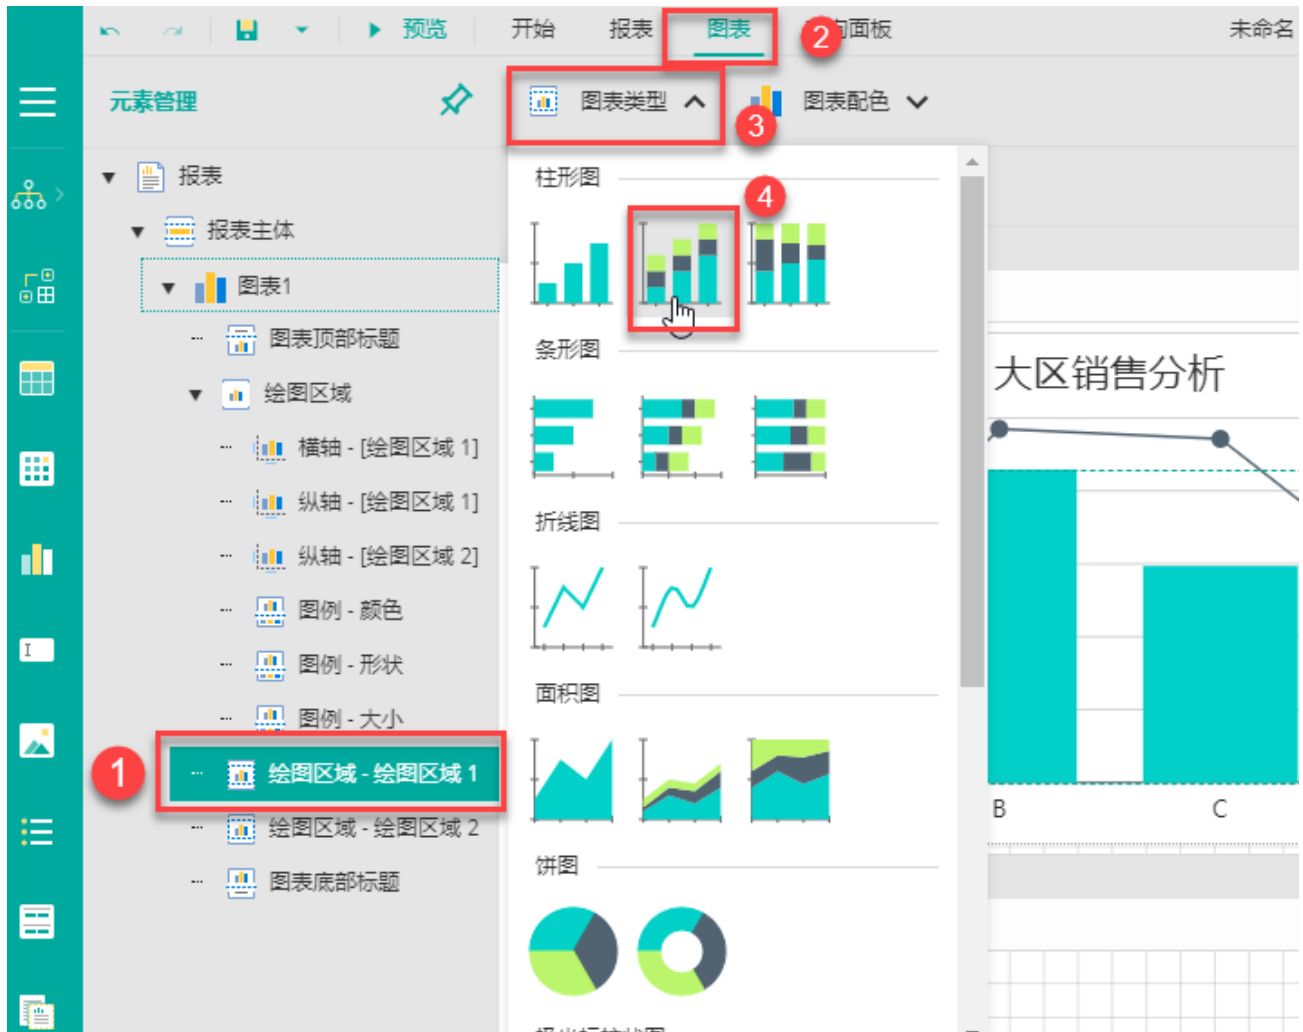 预览
开始
报表
图表
2
向面板
未命名
元素管理
图表类型
3
图表配色
报表
报表主体
图表1
图表顶部标题
绘图区域
横轴 - [绘图区域 1]
纵轴 - [绘图区域 1]
纵轴 - [绘图区域 2]
图例 - 颜色
图例 - 形状
图例 - 大小
1
绘图区域 - 绘图区域 1
绘图区域 - 绘图区域 2
图表底部标题
柱形图
4
条形图
折线图
面积图
饼图
大区销售分析
B
C